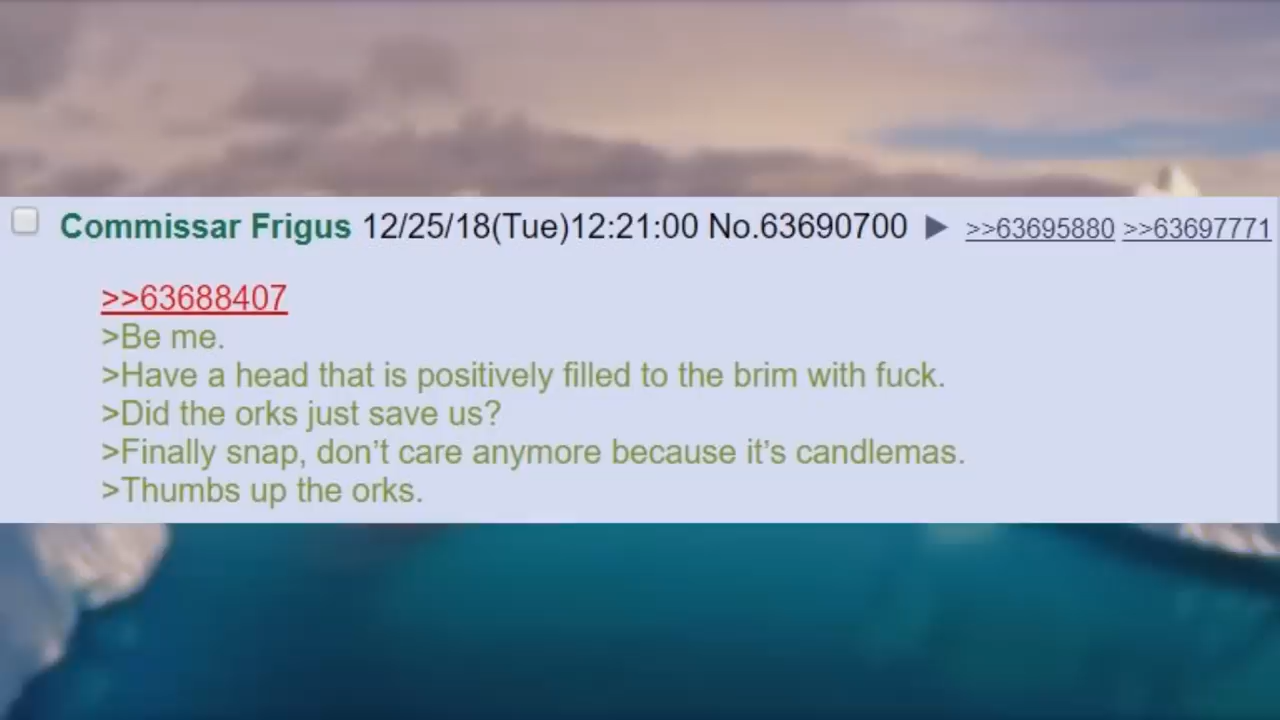 Commissar Frigus 12/25/18(Tue)12:21:00 No.63690700 ▶ >>63695880 >>63697771
>>63688407
>Be me.
>Have a head that is positively filled to the brim with fuck.
>Did the orks just save us?
>Finally snap, don’t care anymore because it’s candlemas.
>Thumbs up the orks.